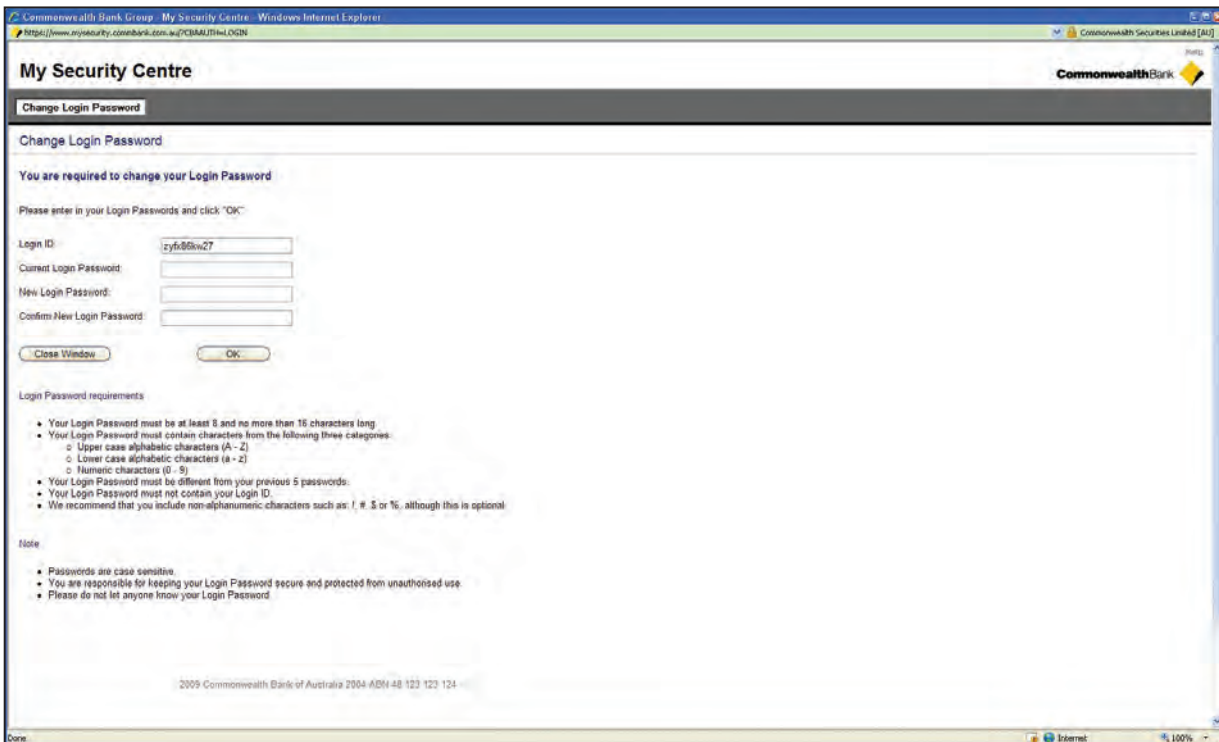 Commonwealth Bank Group - My Security Centre - Windows Internet Explorer
https://www.mysecurity.commbank.com.au/?CBAAUTH=LOGIN
Commonwealth Securities Limited [AU]
My Security Centre
CommonwealthBank
Change Login Password
Change Login Password
You are required to change your Login Password
Please enter in your Login Passwords and click "OK"
Login ID: zyfx86kw27
Current Login Password:
New Login Password:
Confirm New Login Password:
Close Window OK
Login Password requirements
• Your Login Password must be at least 8 and no more than 16 characters long.
• Your Login Password must contain characters from the following three categories:
o Upper case alphabetic characters (A - Z)
o Lower case alphabetic characters (a - z)
o Numeric characters (0 - 9)
• Your Login Password must be different from your previous 5 passwords.
• Your Login Password must not contain your Login ID.
• We recommend that you include non-alphanumeric characters such as: !, #, $ or %, although this is optional.
Note
• Passwords are case sensitive.
• You are responsible for keeping your Login Password secure and protected from unauthorised use.
• Please do not let anyone know your Login Password
2009 Commonwealth Bank of Australia 2004 ABN 48 123 123 124
Done Internet 100%